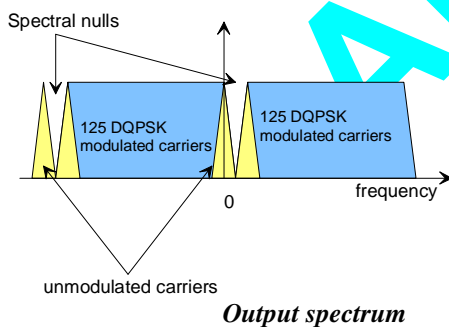 Spectral nulls
125 DQPSK
modulated carriers
125 DQPSK
modulated carriers
frequency
0
unmodulated carriers
Output spectrum